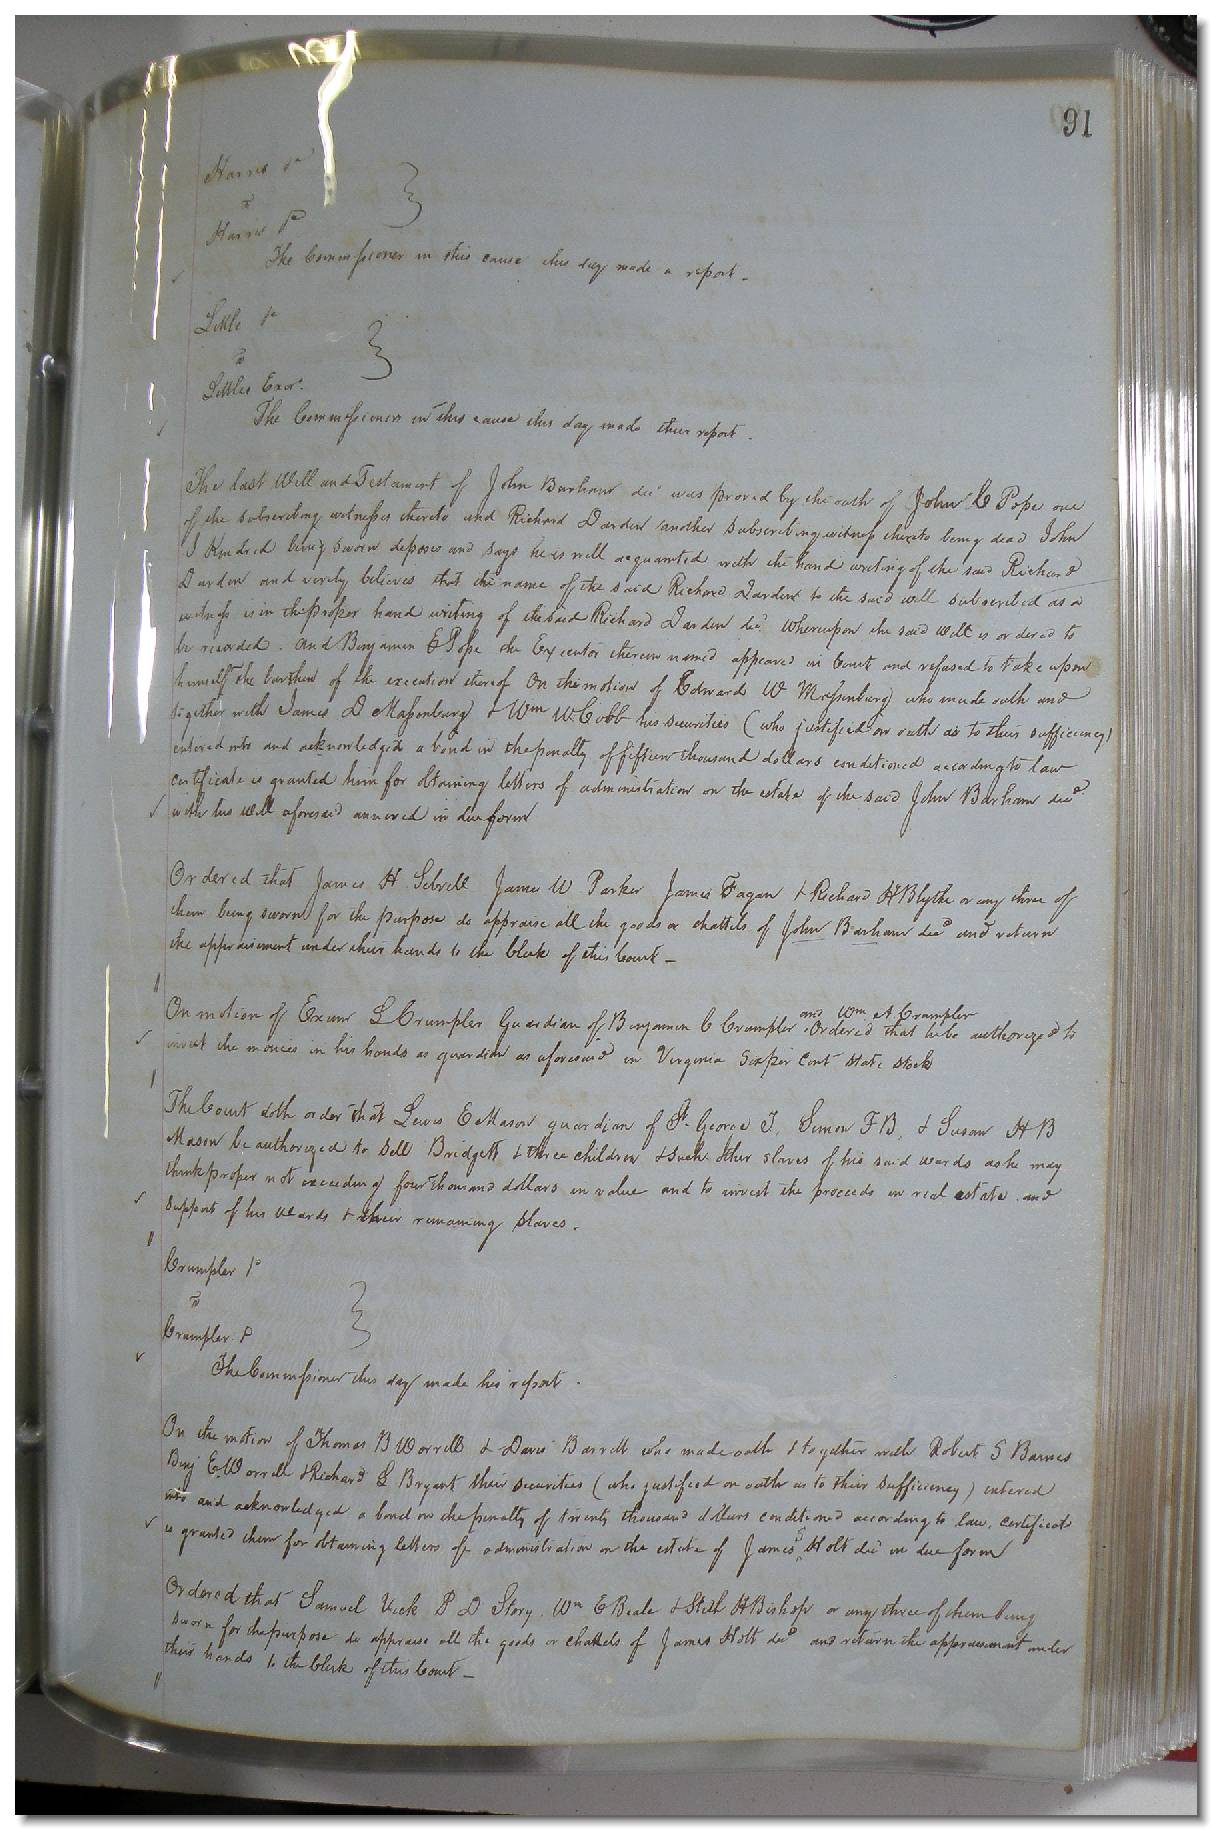 91
Harris
vs
Harris P
The Commissioner in this cause this day made a report -
Little
vs
Littles Exor.
The Commissioners in this cause this day made their report.
The last Will and Testament of John Barham decd was proved by the oath of John C Pope one
of the subscribing witnesses thereto and Richard Darden another subscribing witness thereto being dead John
J Kindred being sworn deposes and says he is well acquainted with the hand writing of the said Richard
Darden and verily believes that the name of the said Richard Darden to the said will subscribed as a
witness is in the proper hand writing of the said Richard Darden decd whereupon the said will is ordered to
be recorded. And Benjamin E Pope the Executor therein named appeared in Court and refused to take upon
himself the burthen of the execution thereof On the motion of Edward W Massenburg who made oath and
together with James D Massenburg & Wm W Cobb his securities (who justified on oath as to their sufficiency)
entered into and acknowledged a bond in the penalty of fifteen thousand dollars conditioned according to law
certificate is granted him for obtaining letters of administration on the estate of the said John Barham decd
with his will aforesaid annexed in due form
Ordered that James H Sebrell James W Parker James Fagan & Richard H Blythe or any three of
them being sworn for the purpose do appraise all the goods or chattels of John Barham decd and return
the appraisement under their hands to the Clerk of this Court -
and Wm A Crumpler
On motion of Exum L Crumpler Guardian of Benjamin C Crumpler Ordered that he be authorized to
invest the monies in his hands as guardian as aforesaid in Virginia Six per Cent State Stock
The Court doth order that Lewis E Mason guardian of St. George T, Simon F B, & Susan H B
Mason be authorized to sell Bridgett & three children & such other slaves of his said wards as he may
think proper not exceeding four thousand dollars in value and to invest the proceeds in real estate and
support of his wards & their remaining slaves.
Crumpler
vs
Crumpler P
The Commissioner this day made his report.
On the motion of Thomas B Worrell & David Barrett who made oath & together with Robert S Barnes
Benj E Worrell & Richard L Bryant their securities (who justified on oath as to their sufficiency) entered
into and acknowledged a bond in the penalty of twenty thousand dollars conditioned according to law, certificate
is granted them for obtaining letters of administration on the estate of James S Holt decd in due form
Ordered that Samuel Vick P D Story, Wm E Beale & Stith H Bishop or any three of them being
sworn for the purpose do appraise all the goods or chattels of James Holt decd and return the appraisement under
their hands to the Clerk of this Court -